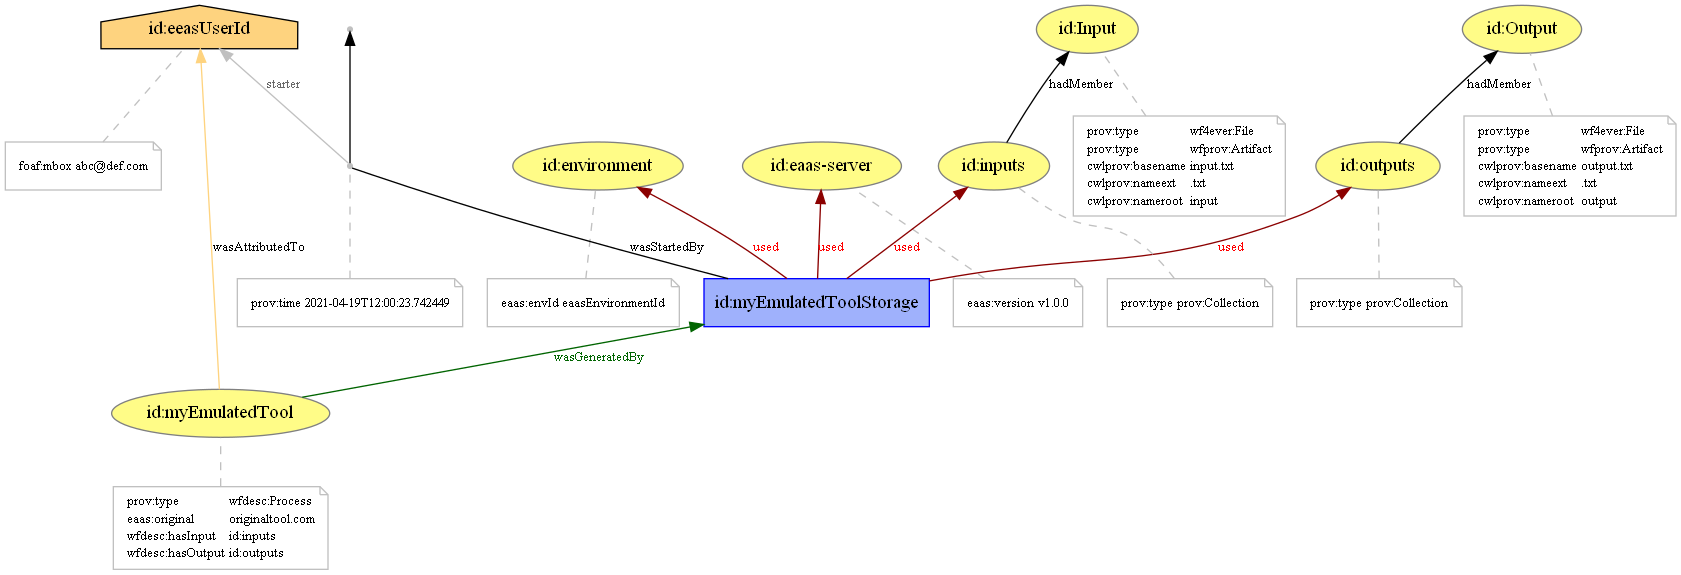 id:eeasUserId
id:Input
id:Output
starter
hadMember
hadMember
foaf:mbox abc@def.com
id:environment
id:eaas-server
id:inputs
prov:type wf4ever:File
prov:type wfprov:Artifact
cwlprov:basename input.txt
cwlprov:nameext .txt
cwlprov:nameroot input
id:outputs
prov:type wf4ever:File
prov:type wfprov:Artifact
cwlprov:basename output.txt
cwlprov:nameext .txt
cwlprov:nameroot output
wasAttributedTo
wasStartedBy
used
used
used
used
prov:time 2021-04-19T12:00:23.742449
eaas:envId eaasEnvironmentId
id:myEmulatedToolStorage
eaas:version v1.0.0
prov:type prov:Collection
prov:type prov:Collection
wasGeneratedBy
id:myEmulatedTool
prov:type wfdesc:Process
eaas:original originaltool.com
wfdesc:hasInput id:inputs
wfdesc:hasOutput id:outputs